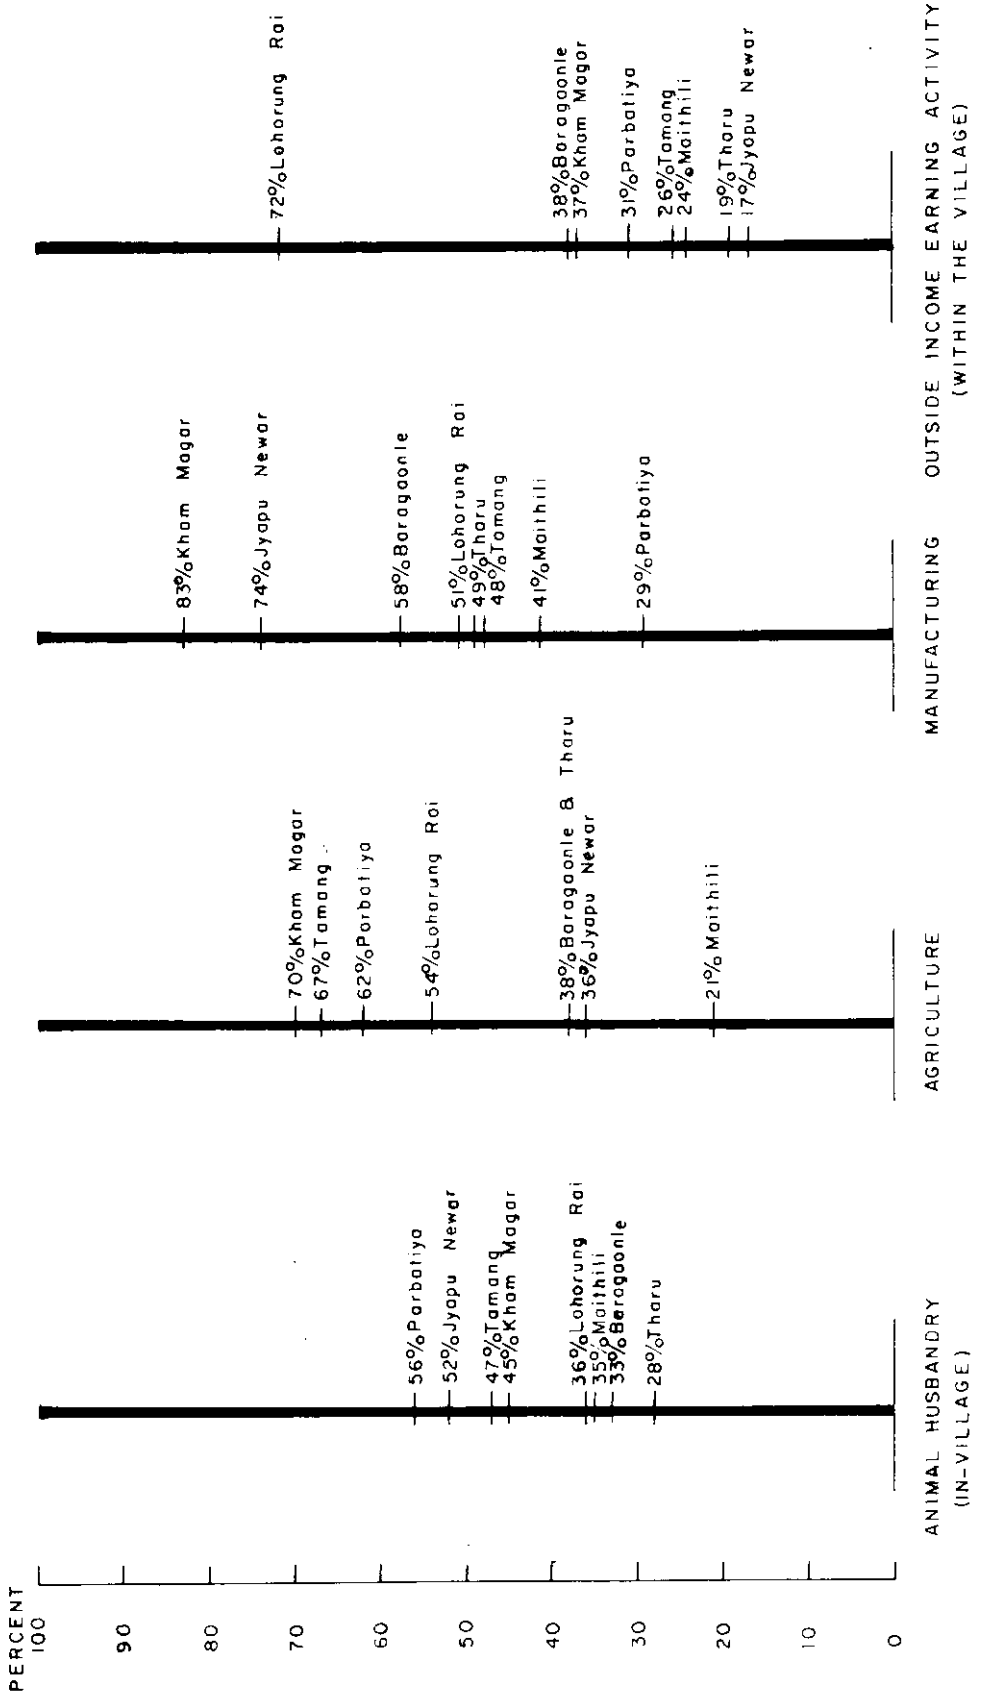 PERCENT
100
90
80
70
60
50
40
30
20
10
0
56% Parbatiya
52% Jyapu Newar
47% Tamang
45% Kham Magar
36% Lohorung Rai
35% Maithili
33% Baragaonle
28% Tharu
ANIMAL HUSBANDRY
(IN-VILLAGE)
70% Kham Magar
67% Tamang
62% Parbatiya
54% Lohorung Rai
38% Baragaonle & Tharu
36% Jyapu Newar
21% Maithili
AGRICULTURE
83% Kham Magar
74% Jyapu Newar
58% Baragaonle
51% Lohorung Rai
49% Tharu
48% Tamang
41% Maithili
29% Parbatiya
MANUFACTURING
72% Lohorung Rai
38% Baragaonle
37% Kham Magar
31% Parbatiya
26% Tamang
24% Maithili
19% Tharu
17% Jyapu Newar
OUTSIDE INCOME EARNING ACTIVITY
(WITHIN THE VILLAGE)